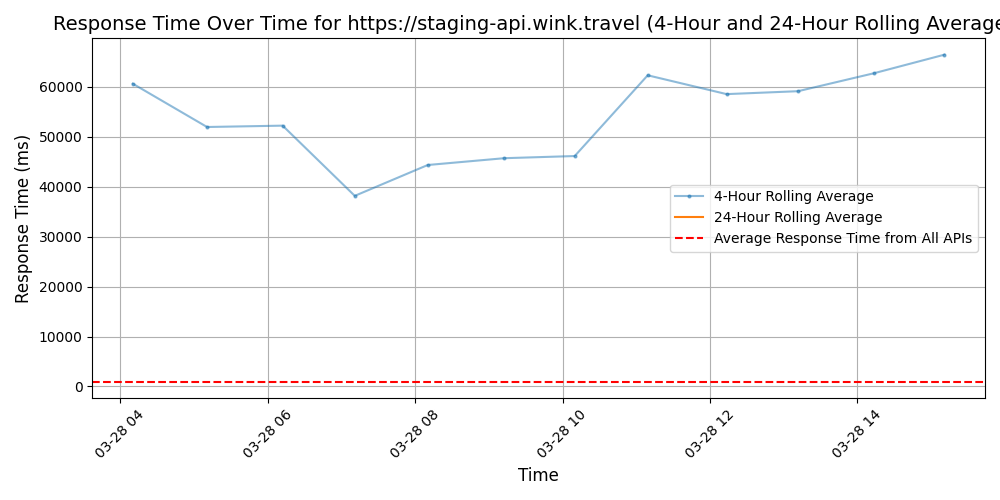 Response Time Over Time for https://staging-api.wink.travel (4-Hour and 24-Hour Rolling Average
Response Time (ms)
60000
50000
40000
30000
20000
10000
0
4-Hour Rolling Average
24-Hour Rolling Average
Average Response Time from All APIs
03-28 04
03-28 06
03-28 08
03-28 10
03-28 12
03-28 14
Time